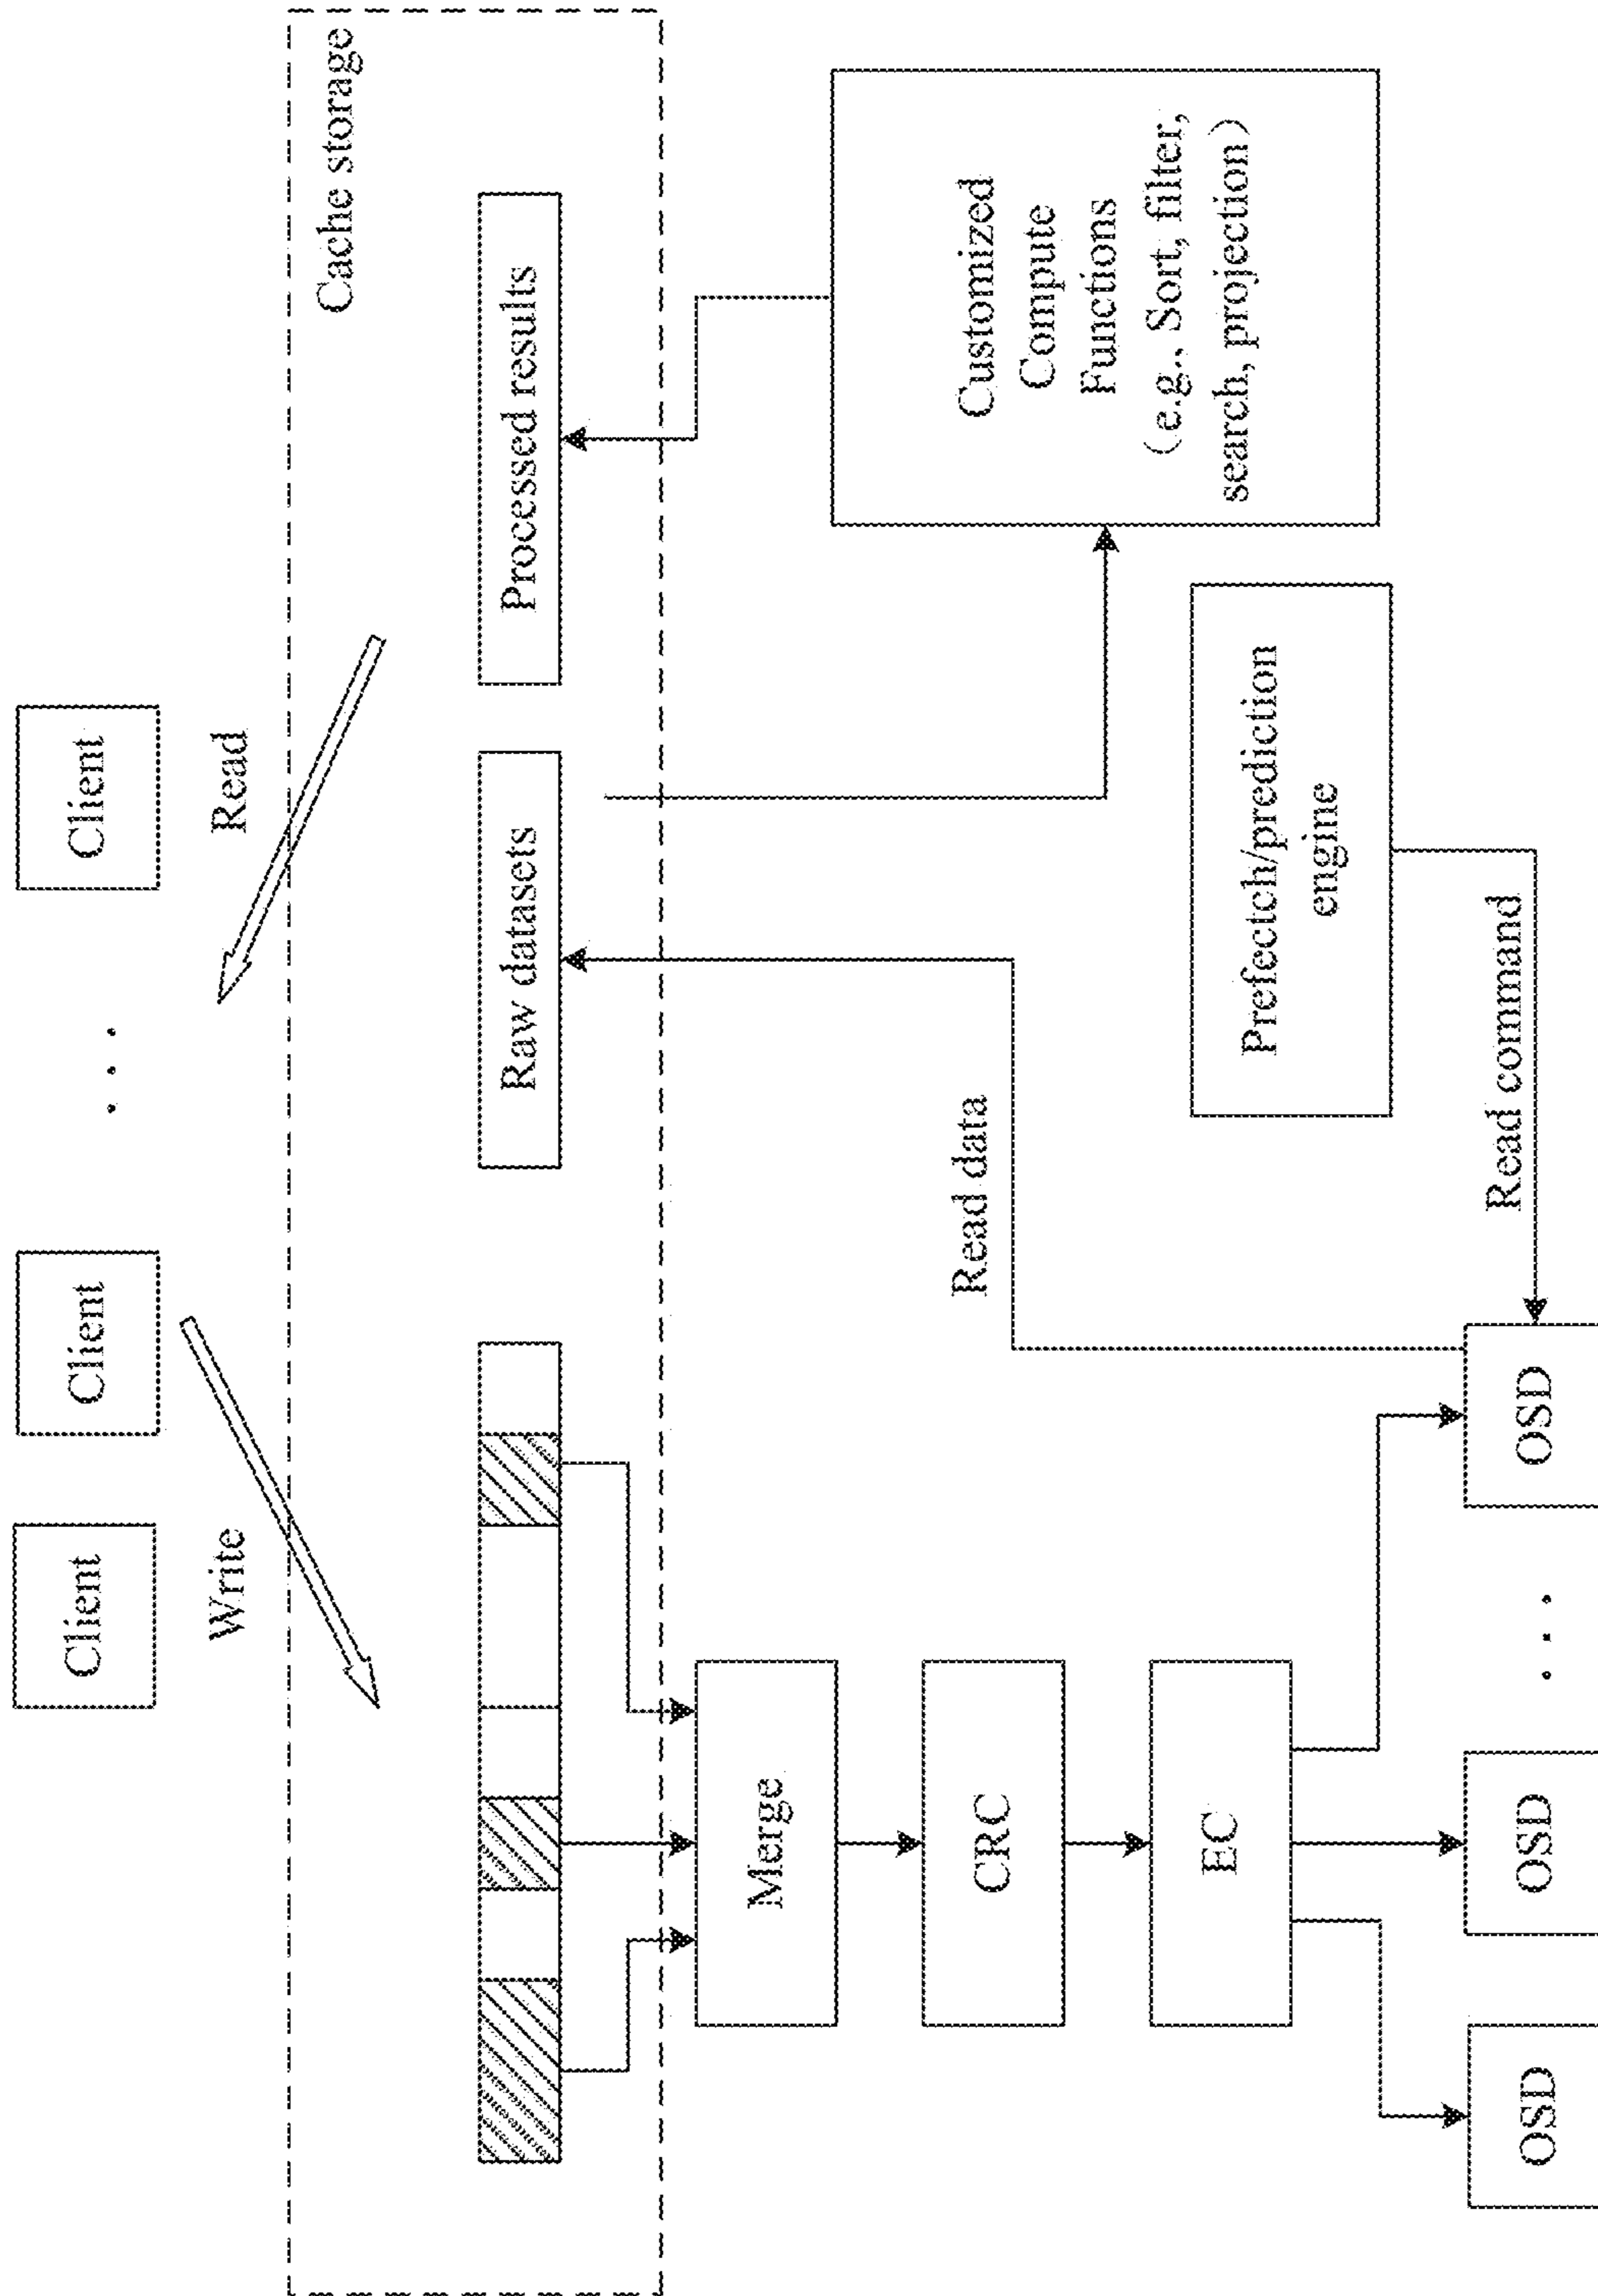 Client
Client
. . .
Client
Write
Read
Cache storage
Raw datasets
Processed results
Merge
Read data
Customized
Compute
Functions
(e.g., Sort, filter,
search, projection)
CRC
EC
Prefectch/prediction
engine
Read command
OSD
OSD
. . .
OSD